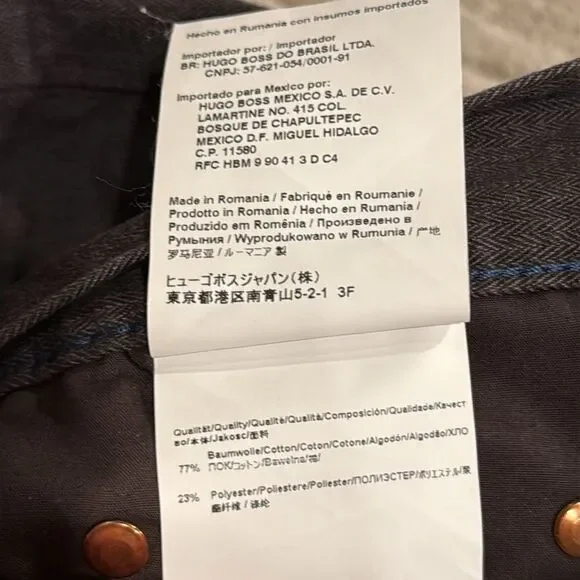 Hecho en Rumania con insumos importados
Importador por: / Importador
BR: HUGO BOSS DO BRASIL LTDA.
CNPJ: 57-621-054/0001-91
Importado para Mexico por:
HUGO BOSS MEXICO S.A. DE C.V.
LAMARTINE NO. 415 COL.
BOSQUE DE CHAPULTEPEC
MEXICO D.F. MIGUEL HIDALGO
C.P. 11580
RFC HBM 9 90 41 3 D C4
Made in Romania / Fabriqué en Roumanie /
Prodotto in Romania / Hecho en Rumania /
Produzido em Romênia / Произведено в
Румыния / Wyprodukowano w Rumunia / 产地
罗马尼亚 / ルーマニア 製
ヒューゴボスジャパン(株)
東京都港区南青山5-2-1 3F
Qualität/Quality/Qualité/Qualità/Composición/Qualidade/Качест
во/本体/Jakosc/面料
Baumwolle/Cotton/Coton/Cotone/Algodón/Algodão/ХЛО
77% ПОК/コットン/Bawelna/棉/
23% Polyester/Poliestere/Poliester/ПОЛИЭСТЕР/ポリエステル/聚
酯纤维 / 涤纶